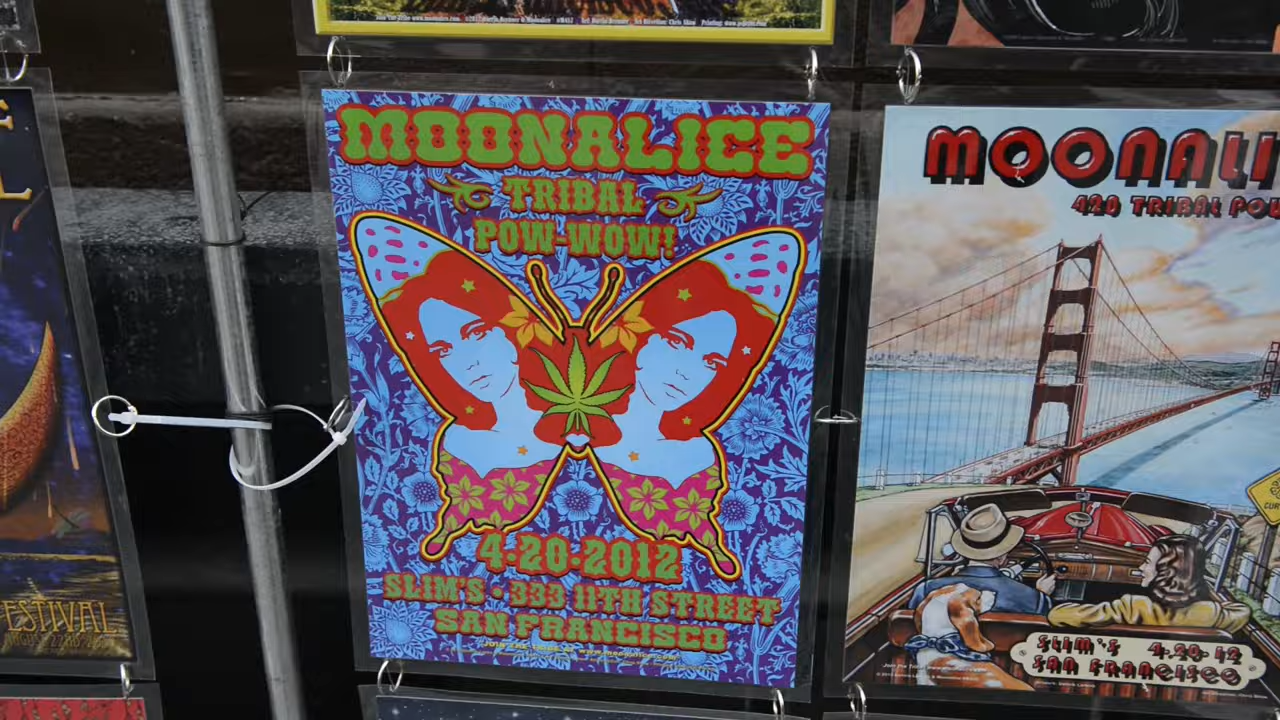 MOONALICE
TRIBAL
POW-WOW!
4·20·2012
SLIM'S • 333 11TH STREET
SAN FRANCISCO
MOONALI
420 TRIBAL POW
SLIM'S 4.20.12
SAN FRANCISCO
ESTIVAL